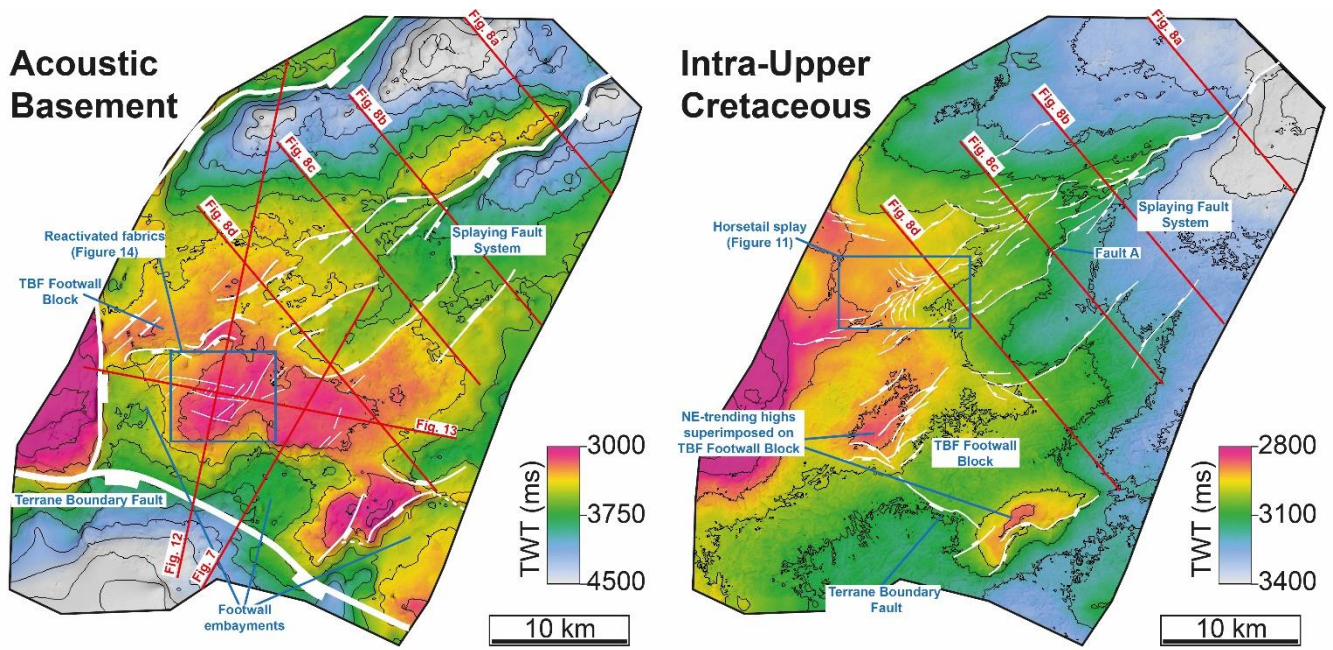 Acoustic
Basement
Fig. 8a
Fig. 8b
Fig. 8c
Fig. 8d
Reactivated fabrics
(Figure 14)
TBF Footwall
Block
Splaying Fault
System
Fig. 13
Terrane Boundary Fault
Fig. 12
Fig. 7
Footwall
embayments
TWT (ms)
3000
3750
4500
10 km
Intra-Upper
Cretaceous
Fig. 8a
Fig. 8b
Fig. 8c
Fig. 8d
Horsetail splay
(Figure 11)
Splaying Fault
System
Fault A
NE-trending highs
superimposed on
TBF Footwall Block
TBF Footwall
Block
Terrane Boundary
Fault
TWT (ms)
2800
3100
3400
10 km